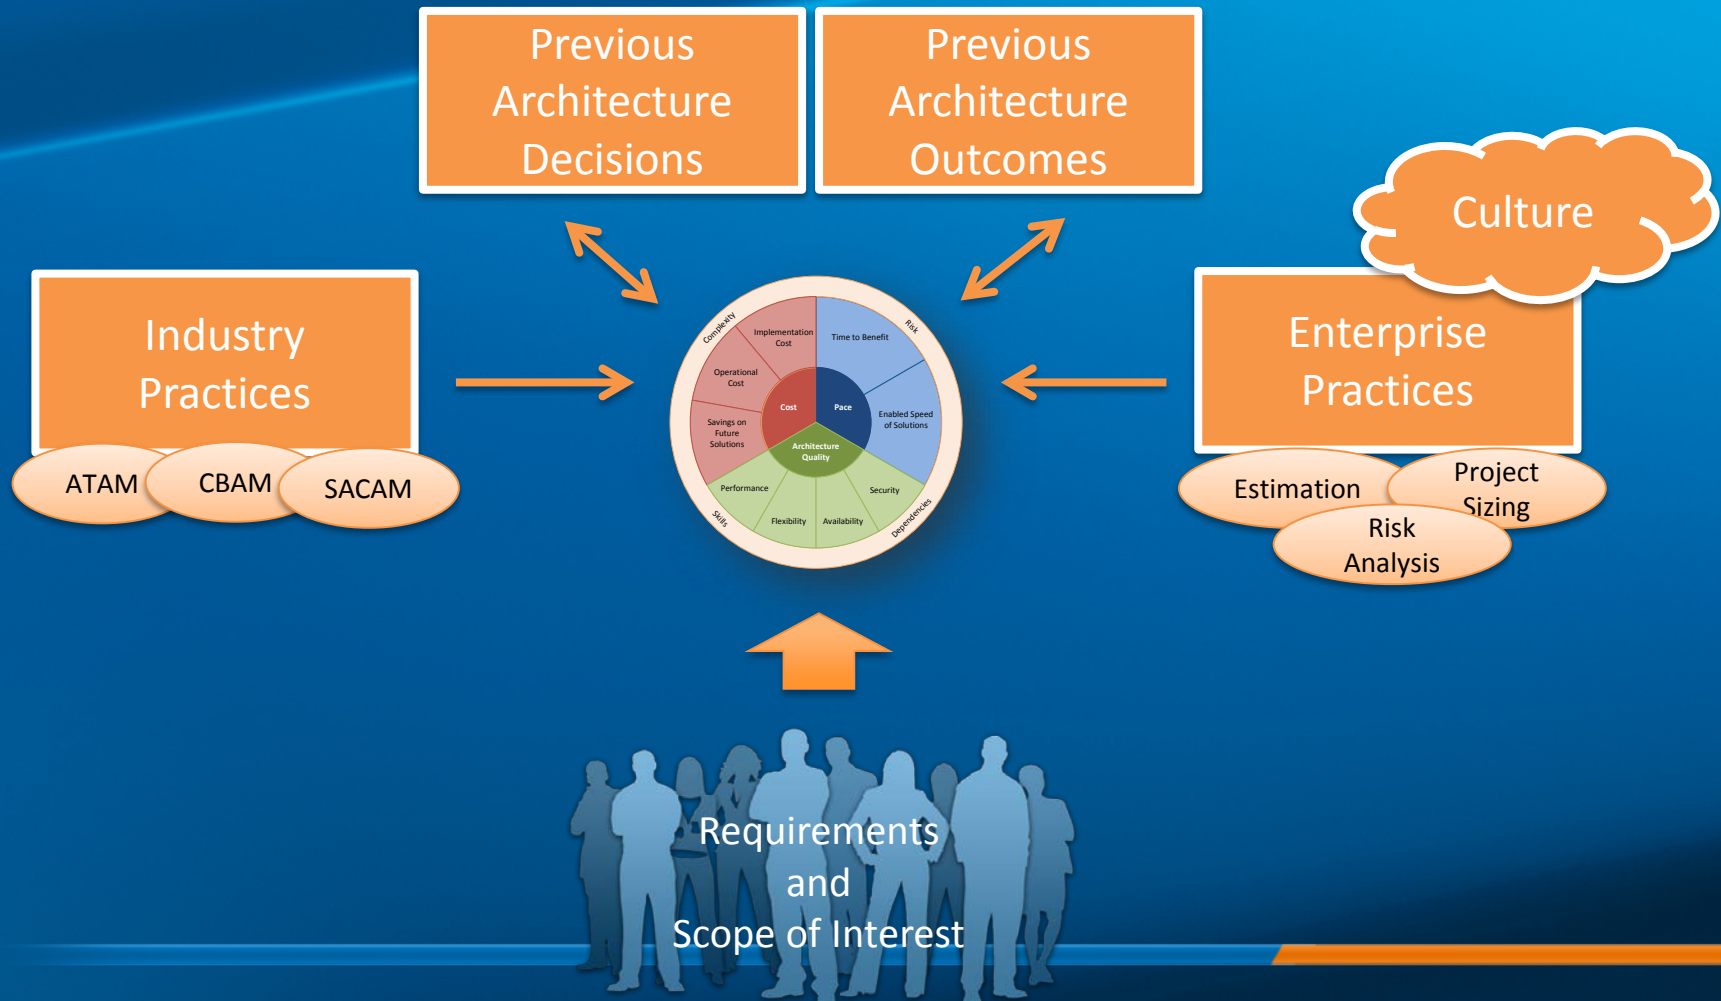 Previous
Architecture
Decisions
Previous
Architecture
Outcomes
Culture
Industry
Practices
ATAM
CBAM
SACAM
Complexity
Risk
Implementation
Cost
Time to Benefit
Operational
Cost
Cost
Pace
Savings on
Future
Solutions
Enabled Speed
of Solutions
Architecture
Quality
Performance
Security
Flexibility
Availability
Skills
Dependencies
Enterprise
Practices
Estimation
Project
Sizing
Risk
Analysis
Requirements
and
Scope of Interest